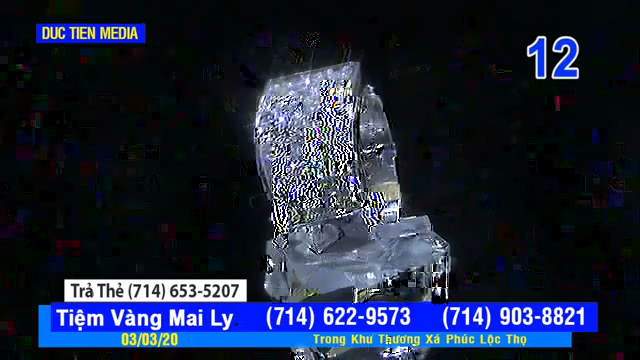 DUC TIEN MEDIA
12
Trả Thẻ (714) 653-5207
Tiệm Vàng Mai Ly (714) 622-9573 (714) 903-8821
03/03/20 Trong Khu Thương Xá Phúc Lộc Thọ